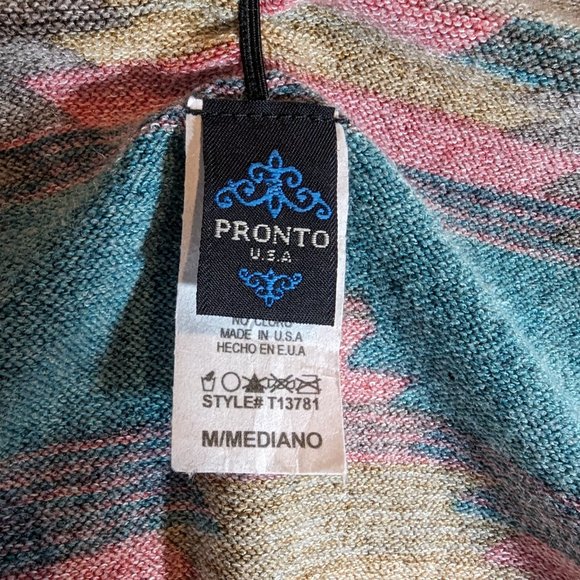 PRONTO
U.S.A
NO CLORO
MADE IN U.S.A
HECHO EN E.U.A
STYLE# T13781
M/MEDIANO